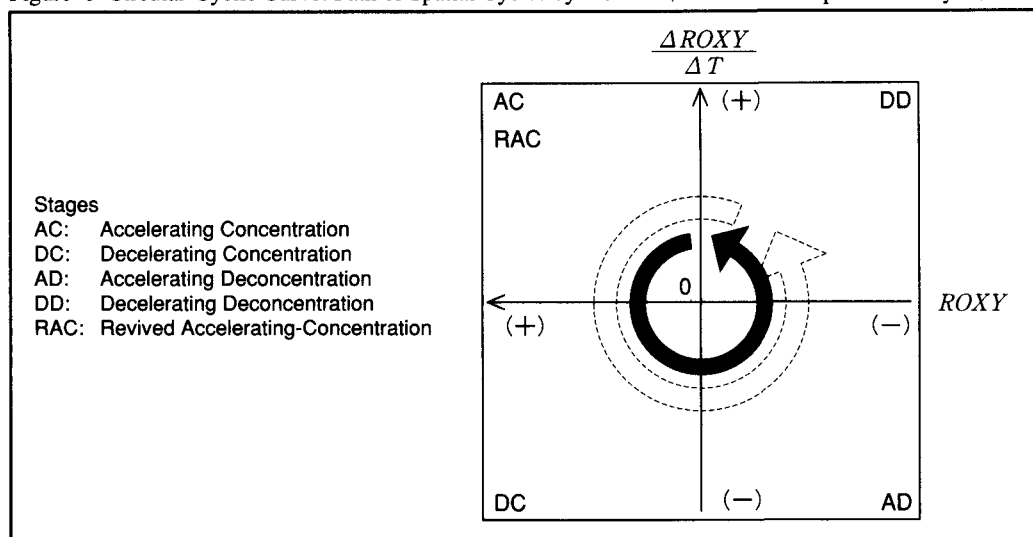 ΔROXY
ΔT
AC
(+)
DD
RAC
Stages
AC: Accelerating Concentration
DC: Decelerating Concentration
AD: Accelerating Deconcentration
DD: Decelerating Deconcentration
RAC: Revived Accelerating-Concentration
0
(+)
(−)
ROXY
DC
(−)
AD